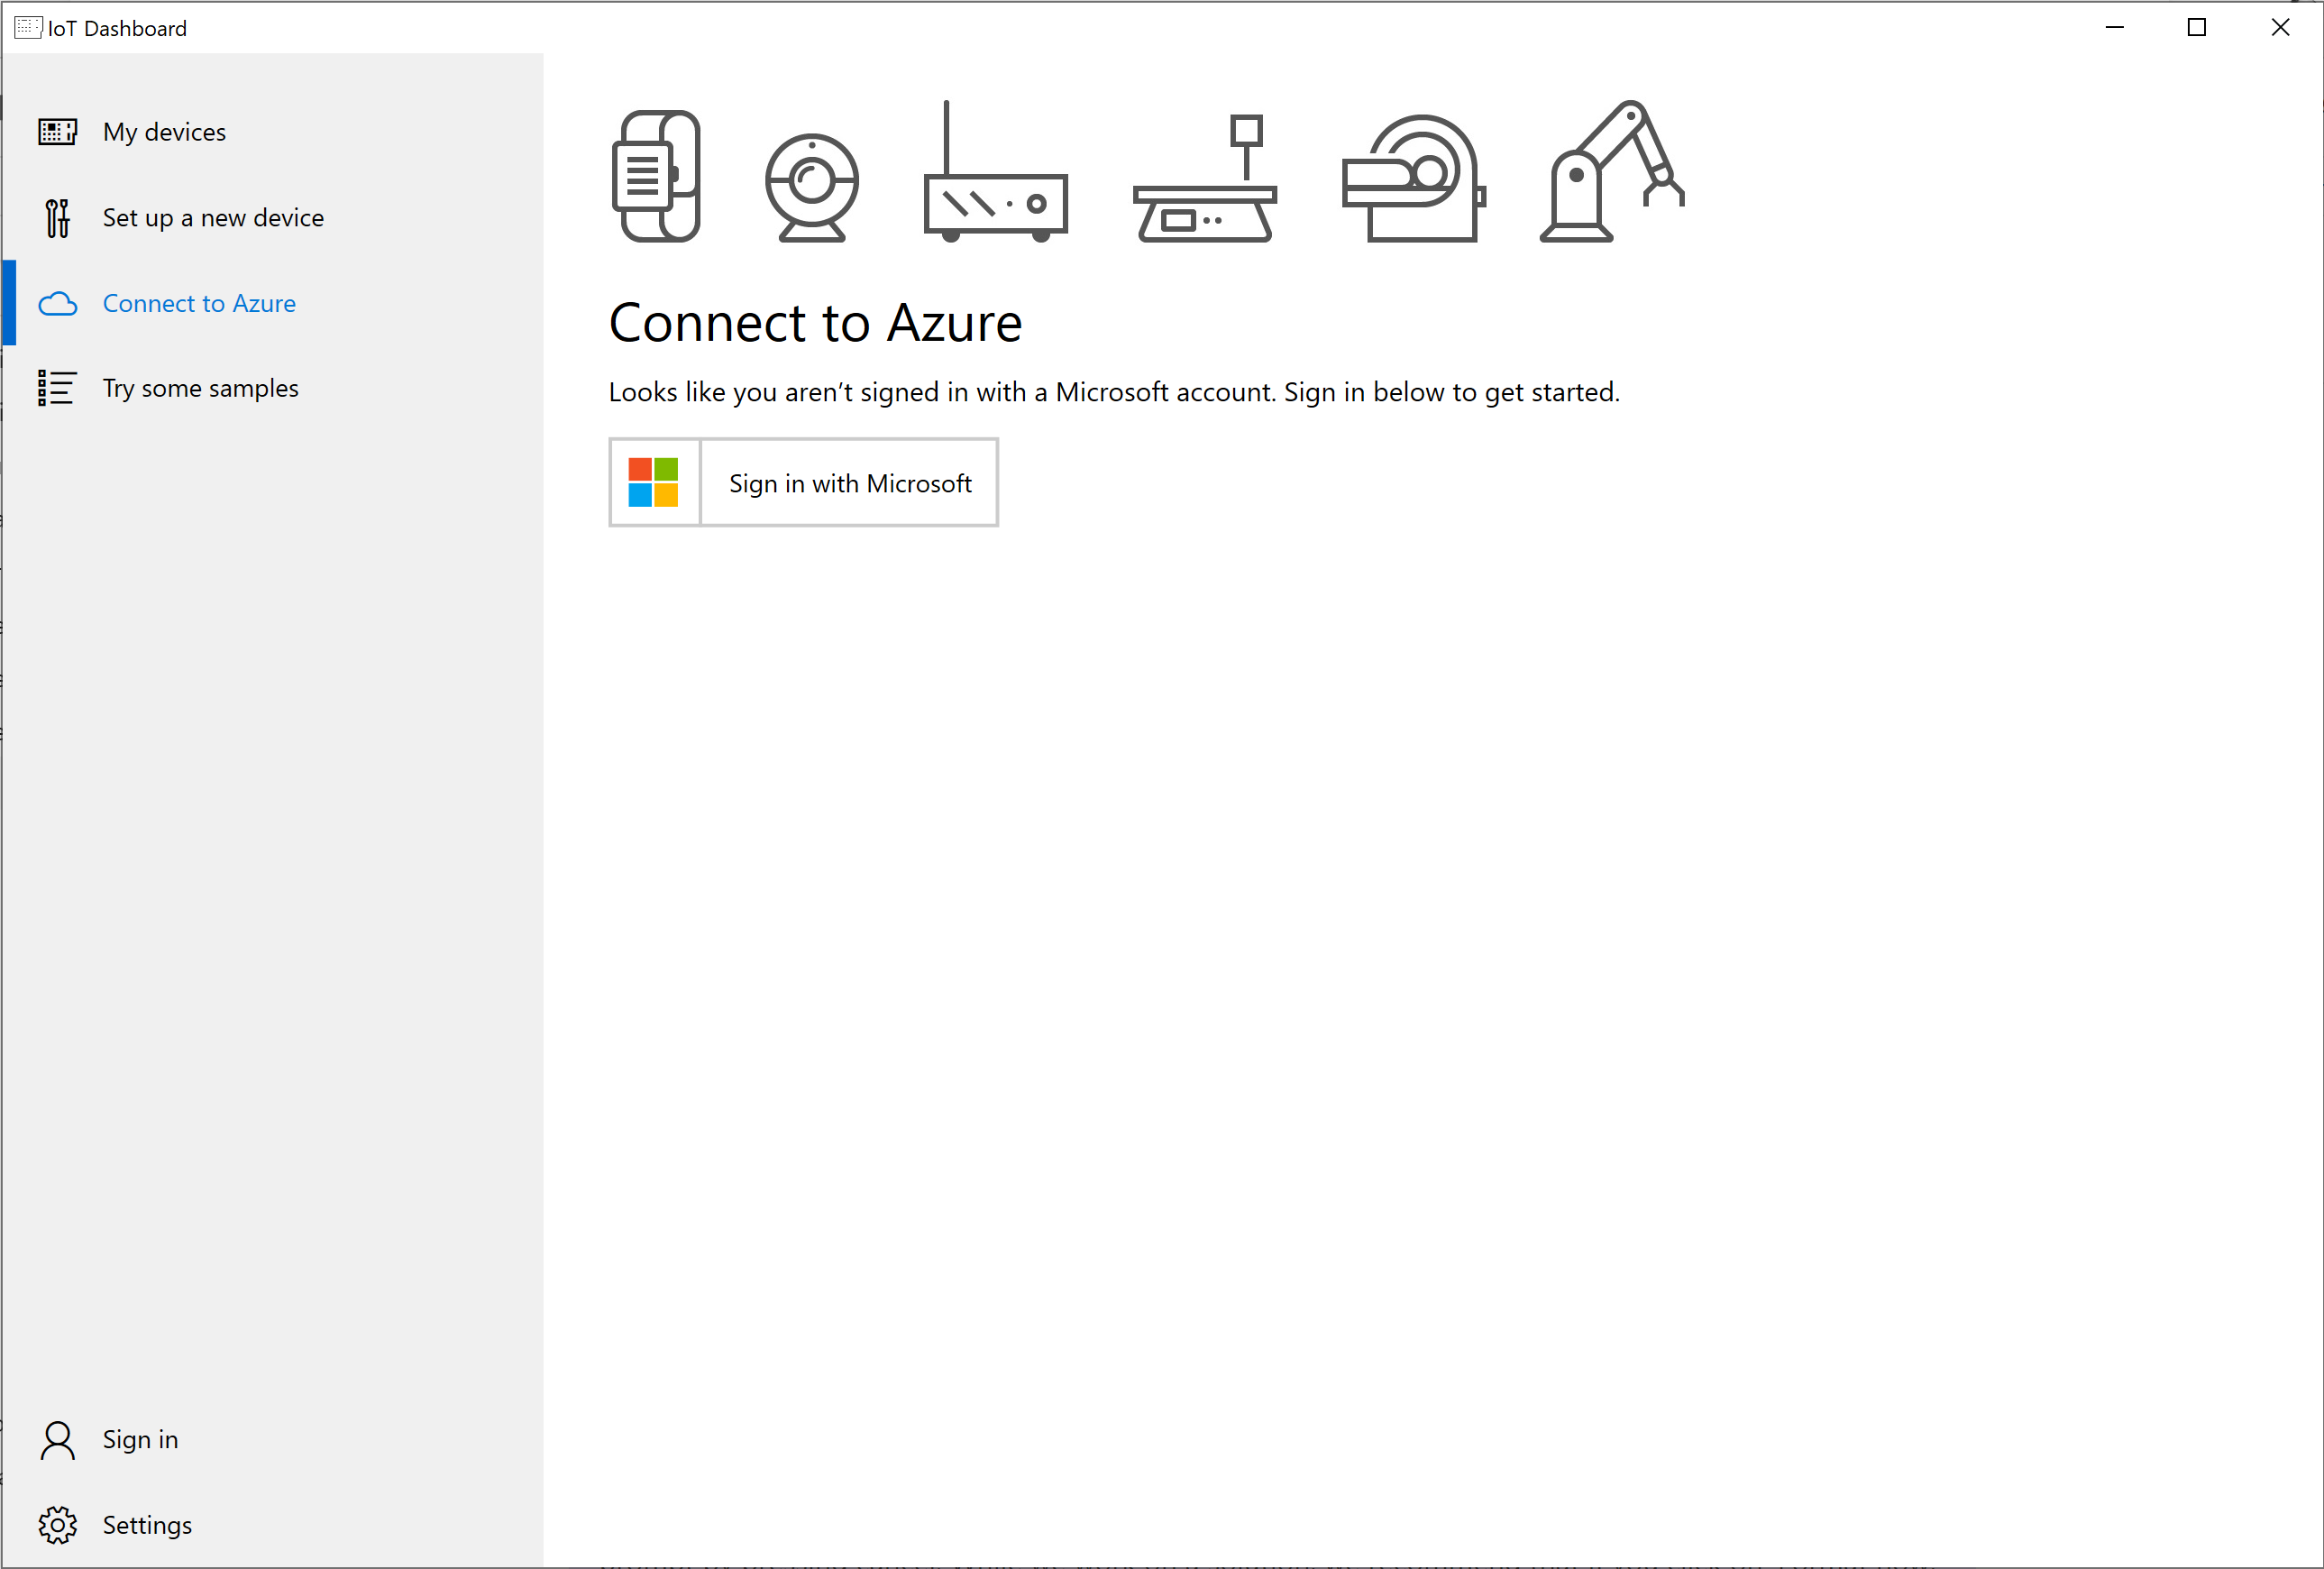 IoT Dashboard
My devices
Set up a new device
Connect to Azure
Try some samples
Sign in
Settings
Connect to Azure
Looks like you aren’t signed in with a Microsoft account. Sign in below to get started.
Sign in with Microsoft